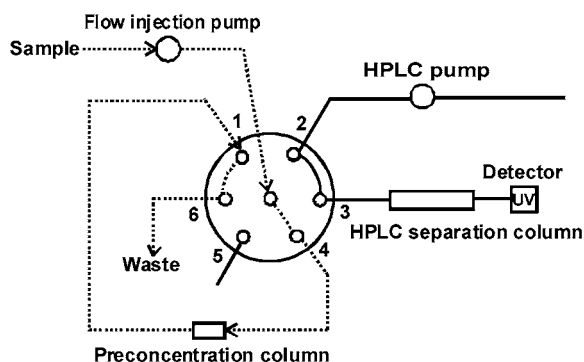 Flow injection pump
Sample
HPLC pump
1
2
Detector
UV
6
3
HPLC separation column
Waste
5
4
Preconcentration column